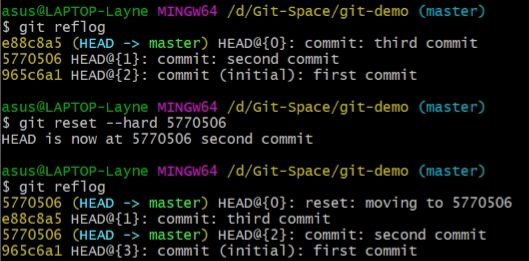 asus@LAPTOP-Layne MINGW64 /d/Git-Space/git-demo (master)
$ git reflog
e88c8a5 (HEAD -> master) HEAD@{0}: commit: third commit
5770506 HEAD@{1}: commit: second commit
965c6a1 HEAD@{2}: commit (initial): first commit
asus@LAPTOP-Layne MINGW64 /d/Git-Space/git-demo (master)
$ git reset --hard 5770506
HEAD is now at 5770506 second commit
asus@LAPTOP-Layne MINGW64 /d/Git-Space/git-demo (master)
$ git reflog
5770506 (HEAD -> master) HEAD@{0}: reset: moving to 5770506
e88c8a5 HEAD@{1}: commit: third commit
5770506 (HEAD -> master) HEAD@{2}: commit: second commit
965c6a1 HEAD@{3}: commit (initial): first commit